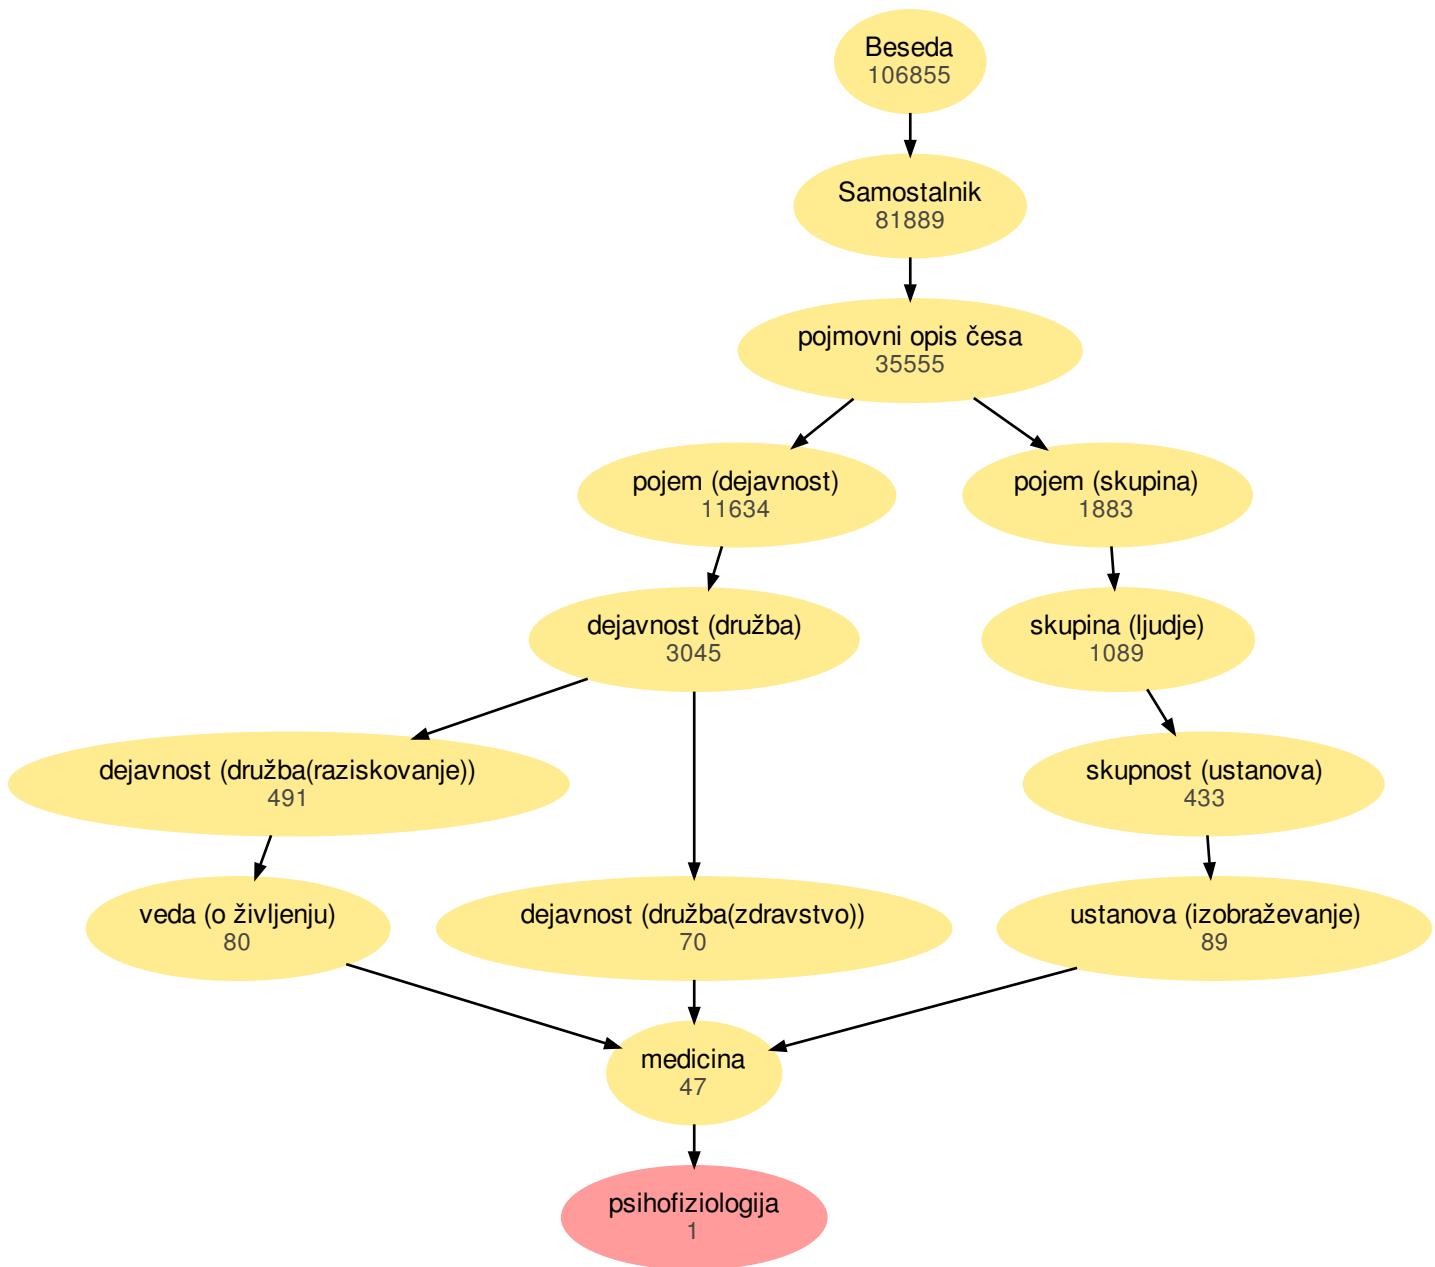 Beseda
106855
Samostalnik
81889
pojmovni opis česa
35555
pojem (dejavnost)
11634
pojem (skupina)
1883
dejavnost (družba)
3045
skupina (ljudje)
1089
dejavnost (družba(raziskovanje))
491
skupnost (ustanova)
433
veda (o življenju)
80
dejavnost (družba(zdravstvo))
70
ustanova (izobraževanje)
89
medicina
47
psihofiziologija
1